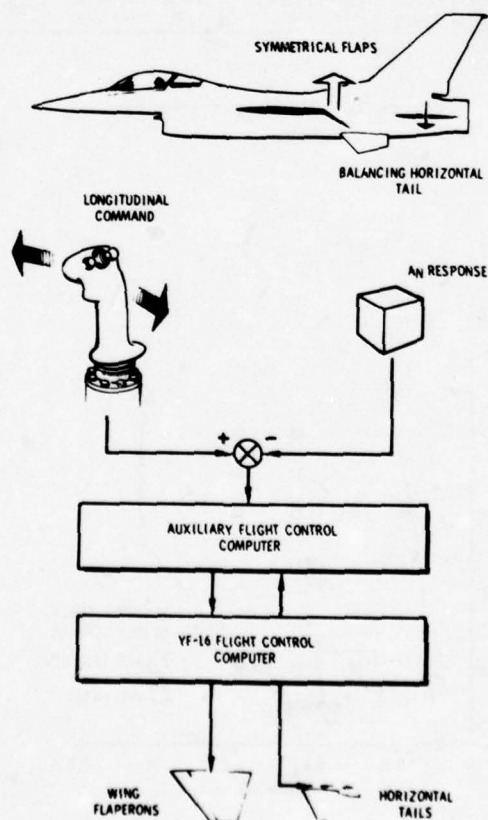 SYMMETRICAL FLAPS
BALANCING HORIZONTAL
TAIL
LONGITUDINAL
COMMAND
AN RESPONSE
+
-
AUXILIARY FLIGHT CONTROL
COMPUTER
YF-16 FLIGHT CONTROL
COMPUTER
WING
FLAPERONS
HORIZONTAL
TAILS